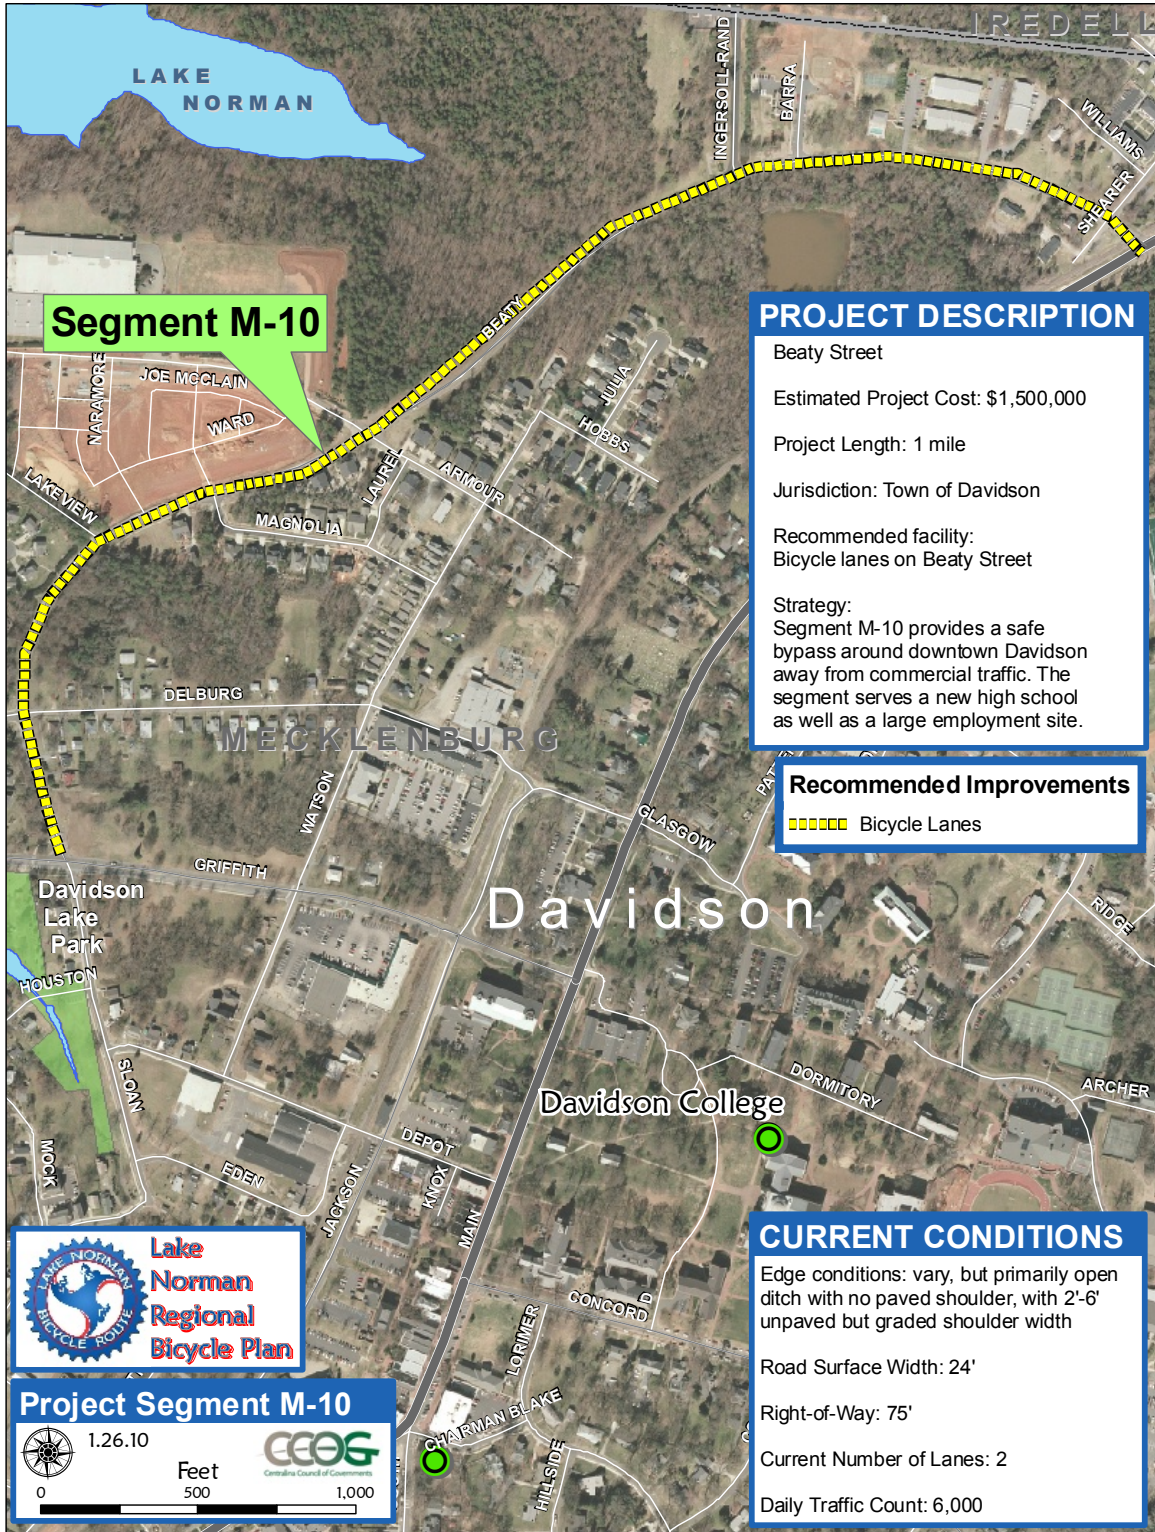 IREDELL
LAKE
NORMAN
INGERSOLL-RAND
BARRA
WILLIAMS
SHEARER
BEATY
Segment M-10
NARAMORE
JOE MCCLAIN
WARD
LAKEVIEW
LAUREL
ARMOUR
MAGNOLIA
JULIA
HOBBS
PROJECT DESCRIPTION
Beaty Street
Estimated Project Cost: $1,500,000
Project Length: 1 mile
Jurisdiction: Town of Davidson
Recommended facility:
Bicycle lanes on Beaty Street
Strategy:
Segment M-10 provides a safe
bypass around downtown Davidson
away from commercial traffic. The
segment serves a new high school
as well as a large employment site.
DELBURG
MECKLENBURG
WATSON
GLASGOW
Recommended Improvements
Bicycle Lanes
GRIFFITH
Davidson
Davidson
Lake
Park
HOUSTON
RIDGE
SLOAN
MOCK
EDEN
DEPOT
KNOX
JACKSON
MAIN
DORMITORY
ARCHER
Davidson College
CONCORD
D
LORIMER
CHAIRMAN BLAKE
HILLSIDE
LAKE NORMAN
BICYCLE ROUTE
Lake
Norman
Regional
Bicycle Plan
Project Segment M-10
1.26.10
CCOG
Centralina Council of Governments
Feet
0 500 1,000
CURRENT CONDITIONS
Edge conditions: vary, but primarily open
ditch with no paved shoulder, with 2'-6'
unpaved but graded shoulder width
Road Surface Width: 24'
Right-of-Way: 75'
Current Number of Lanes: 2
Daily Traffic Count: 6,000